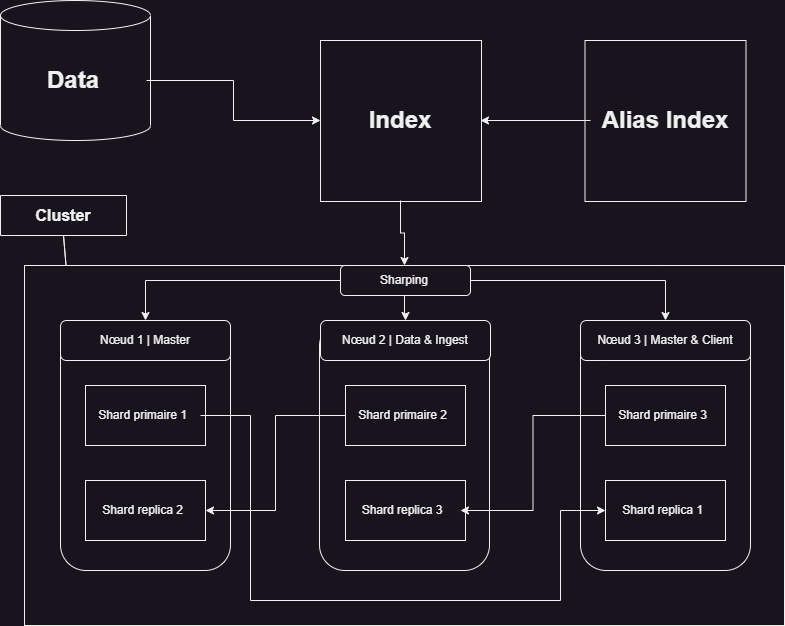 Data
Index
Alias Index
Cluster
Sharping
Nœud 1 | Master
Nœud 2 | Data & Ingest
Nœud 3 | Master & Client
Shard primaire 1
Shard primaire 2
Shard primaire 3
Shard replica 2
Shard replica 3
Shard replica 1